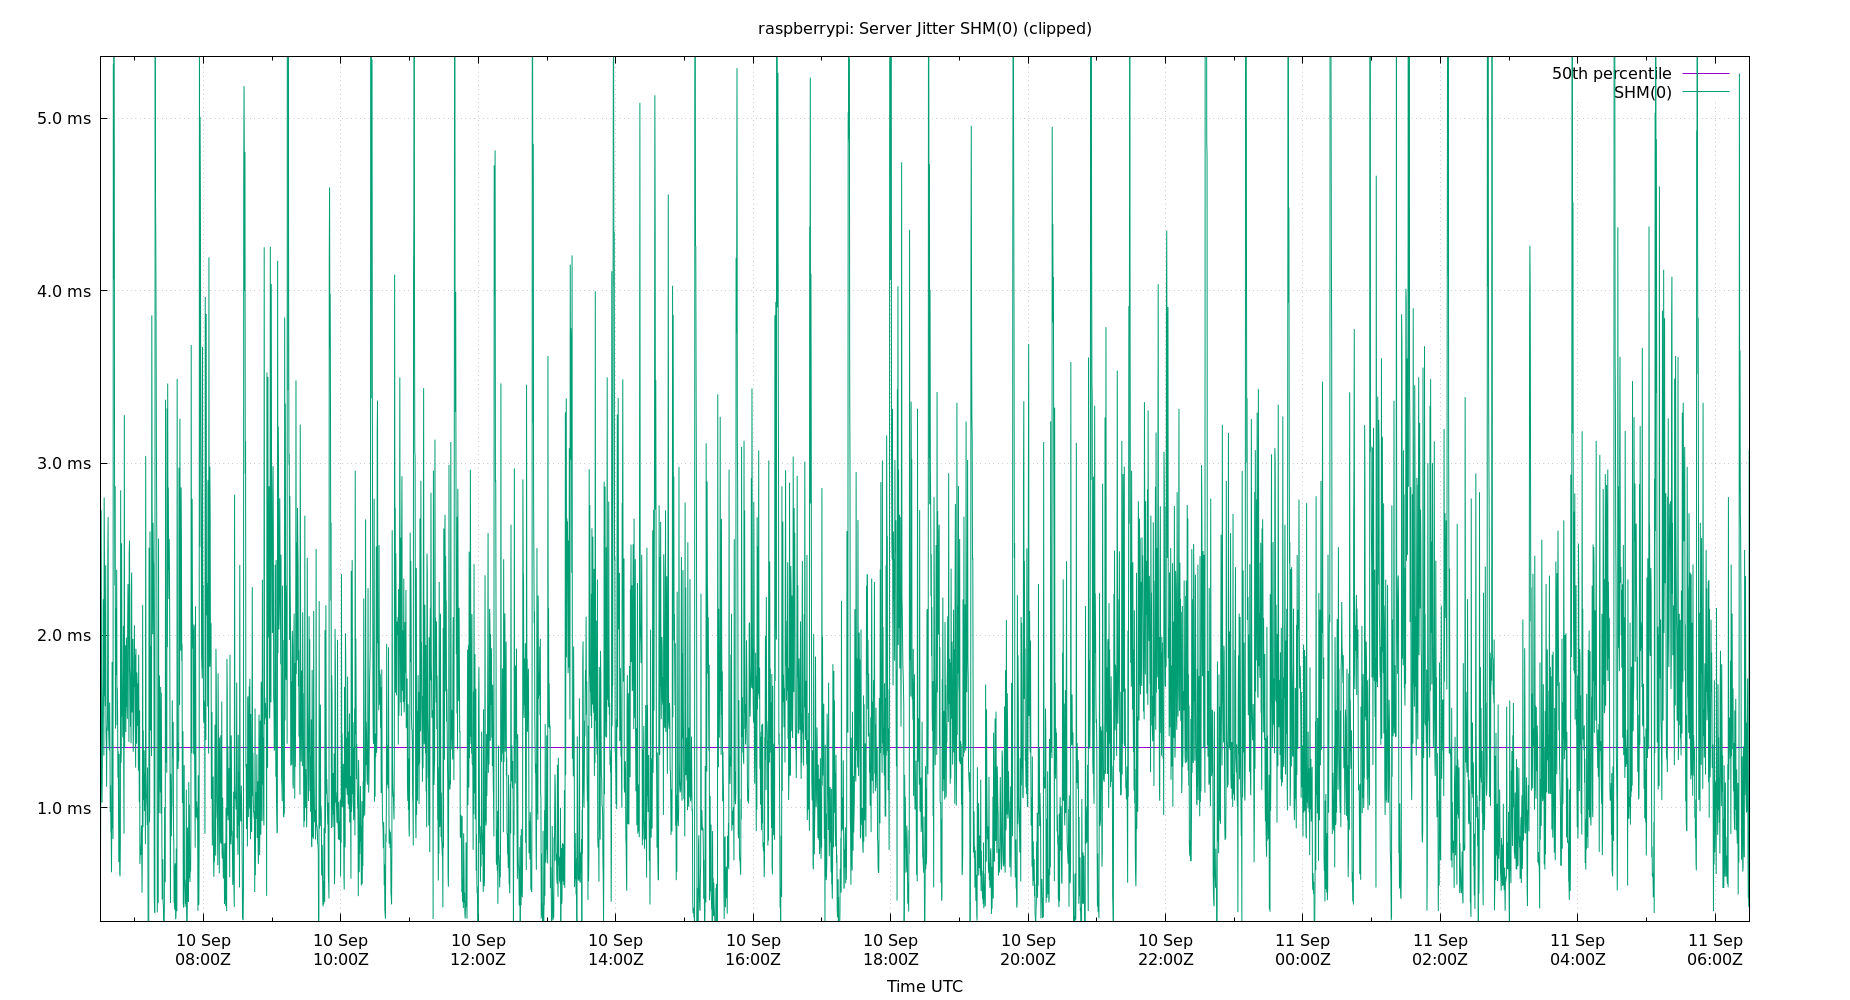 raspberrypi: Server Jitter SHM(0) (clipped)
50th percentile
SHM(0)
5.0 ms
4.0 ms
3.0 ms
2.0 ms
1.0 ms
10 Sep 10 Sep 10 Sep 10 Sep 10 Sep 10 Sep 10 Sep 10 Sep 11 Sep 11 Sep 11 Sep 11 Sep
08:00Z 10:00Z 12:00Z 14:00Z 16:00Z 18:00Z 20:00Z 22:00Z 00:00Z 02:00Z 04:00Z 06:00Z
Time UTC